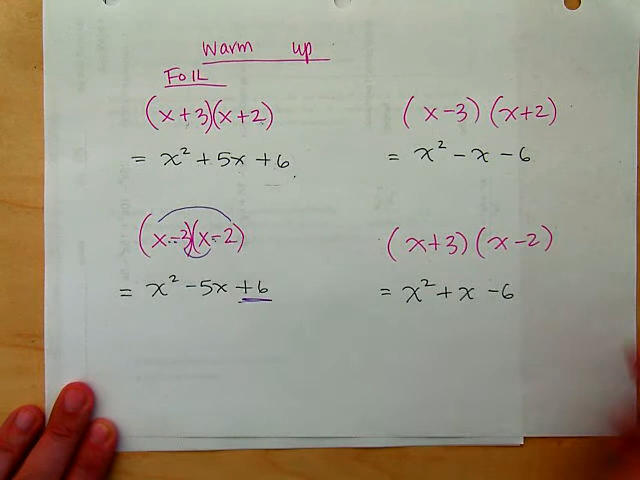 Warm up
FOIL
(x+3)(x+2)
= x² + 5x + 6
(x-3)(x+2)
= x² - x - 6
(x-3)(x-2)
= x² - 5x + 6
(x+3)(x-2)
= x² + x - 6